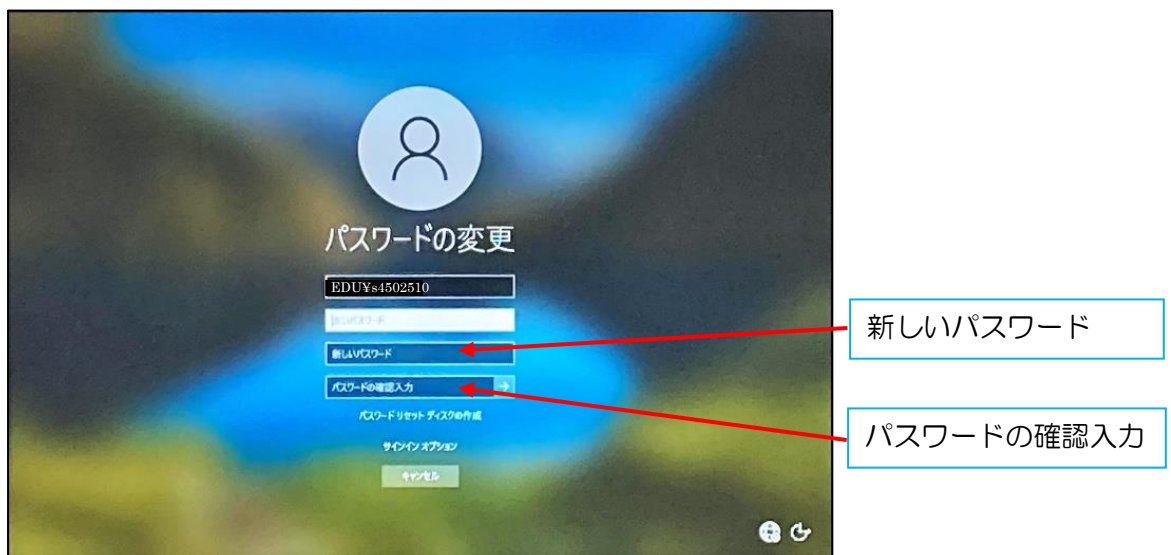 パスワードの変更
EDU¥s4502510
新しいパスワード
パスワードの確認入力
パスワード リセット ディスクの作成
サインイン オプション
キャンセル
新しいパスワード
パスワードの確認入力